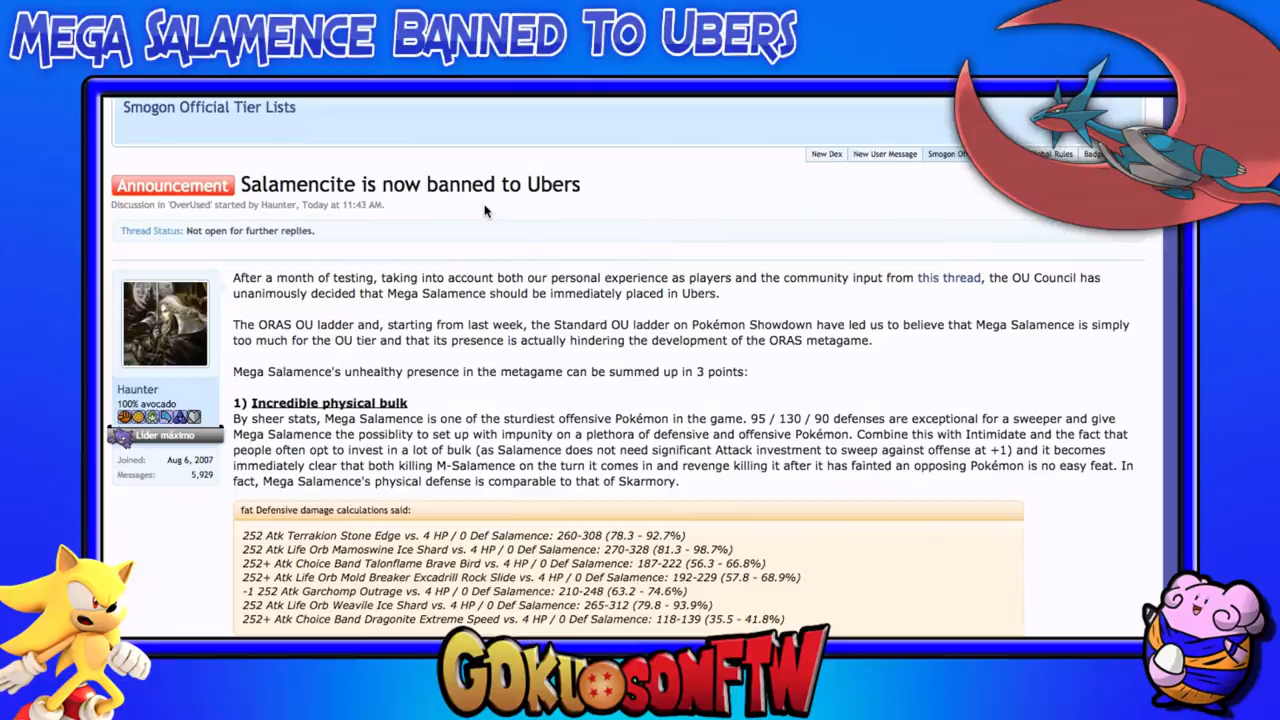 Mega Salamence Banned To Ubers
Smogon Official Tier Lists
New Dex New User Message Smogon Of
Announcement Salamencite is now banned to Ubers
Discussion in 'OverUsed' started by Haunter, Today at 11:43 AM.
Thread Status: Not open for further replies.
After a month of testing, taking into account both our personal experience as players and the community input from this thread, the OU Council has
unanimously decided that Mega Salamence should be immediately placed in Ubers.
The ORAS OU ladder and, starting from last week, the Standard OU ladder on Pokémon Showdown have led us to believe that Mega Salamence is simply
too much for the OU tier and that its presence is actually hindering the development of the ORAS metagame.
Mega Salamence's unhealthy presence in the metagame can be summed up in 3 points:
Haunter
100% avocado
Líder máximo
Joined: Aug 6, 2007
Messages: 5,929
1) Incredible physical bulk
By sheer stats, Mega Salamence is one of the sturdiest offensive Pokémon in the game. 95 / 130 / 90 defenses are exceptional for a sweeper and give
Mega Salamence the possiblity to set up with impunity on a plethora of defensive and offensive Pokémon. Combine this with Intimidate and the fact that
people often opt to invest in a lot of bulk (as Salamence does not need significant Attack investment to sweep against offense at +1) and it becomes
immediately clear that both killing M-Salamence on the turn it comes in and revenge killing it after it has fainted an opposing Pokémon is no easy feat. In
fact, Mega Salamence's physical defense is comparable to that of Skarmory.
fat Defensive damage calculations said:
252 Atk Terrakion Stone Edge vs. 4 HP / 0 Def Salamence: 260-308 (78.3 - 92.7%)
252 Atk Life Orb Mamoswine Ice Shard vs. 4 HP / 0 Def Salamence: 270-328 (81.3 - 98.7%)
252+ Atk Choice Band Talonflame Brave Bird vs. 4 HP / 0 Def Salamence: 187-222 (56.3 - 66.8%)
252+ Atk Life Orb Mold Breaker Excadrill Rock Slide vs. 4 HP / 0 Def Salamence: 192-229 (57.8 - 68.9%)
-1 252 Atk Garchomp Outrage vs. 4 HP / 0 Def Salamence: 210-248 (63.2 - 74.6%)
252 Atk Life Orb Weavile Ice Shard vs. 4 HP / 0 Def Salamence: 265-312 (79.8 - 93.9%)
252+ Atk Choice Band Dragonite Extreme Speed vs. 4 HP / 0 Def Salamence: 118-139 (35.5 - 41.8%)
GOKUSONFTW